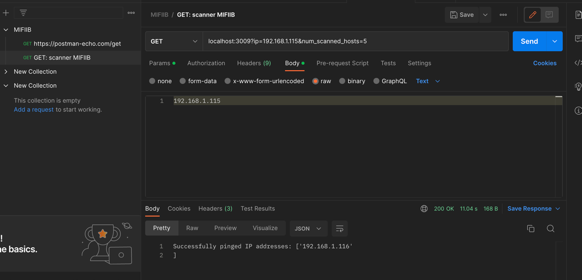 MIFIIB / GET: scanner MIFIIB
Save
MIFIIB
GET https://postman-echo.com/get
GET GET: scanner MIFIIB
New Collection
New Collection
This collection is empty
Add a request to start working.
GET
localhost:3009?ip=192.168.1.115&num_scanned_hosts=5
Send
Params
Authorization
Headers (9)
Body
Pre-request Script
Tests
Settings
Cookies
none
form-data
x-www-form-urlencoded
raw
binary
GraphQL
Text
1 192.168.1.115
Body
Cookies
Headers (3)
Test Results
200 OK 11.04 s 168 B
Save Response
Pretty
Raw
Preview
Visualize
JSON
1 Successfully pinged IP addresses: ['192.168.1.116'
2 ]
!
he basics.